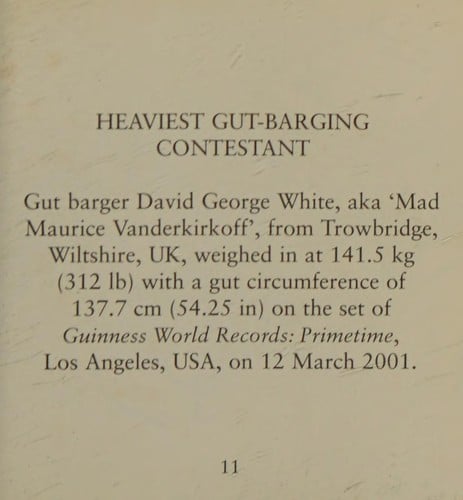 HEAVIEST GUT-BARGING
CONTESTANT
Gut barger David George White, aka ‘Mad
Maurice Vanderkirkoff’, from Trowbridge,
Wiltshire, UK, weighed in at 141.5 kg
(312 lb) with a gut circumference of
137.7 cm (54.25 in) on the set of
Guinness World Records: Primetime,
Los Angeles, USA, on 12 March 2001.
11